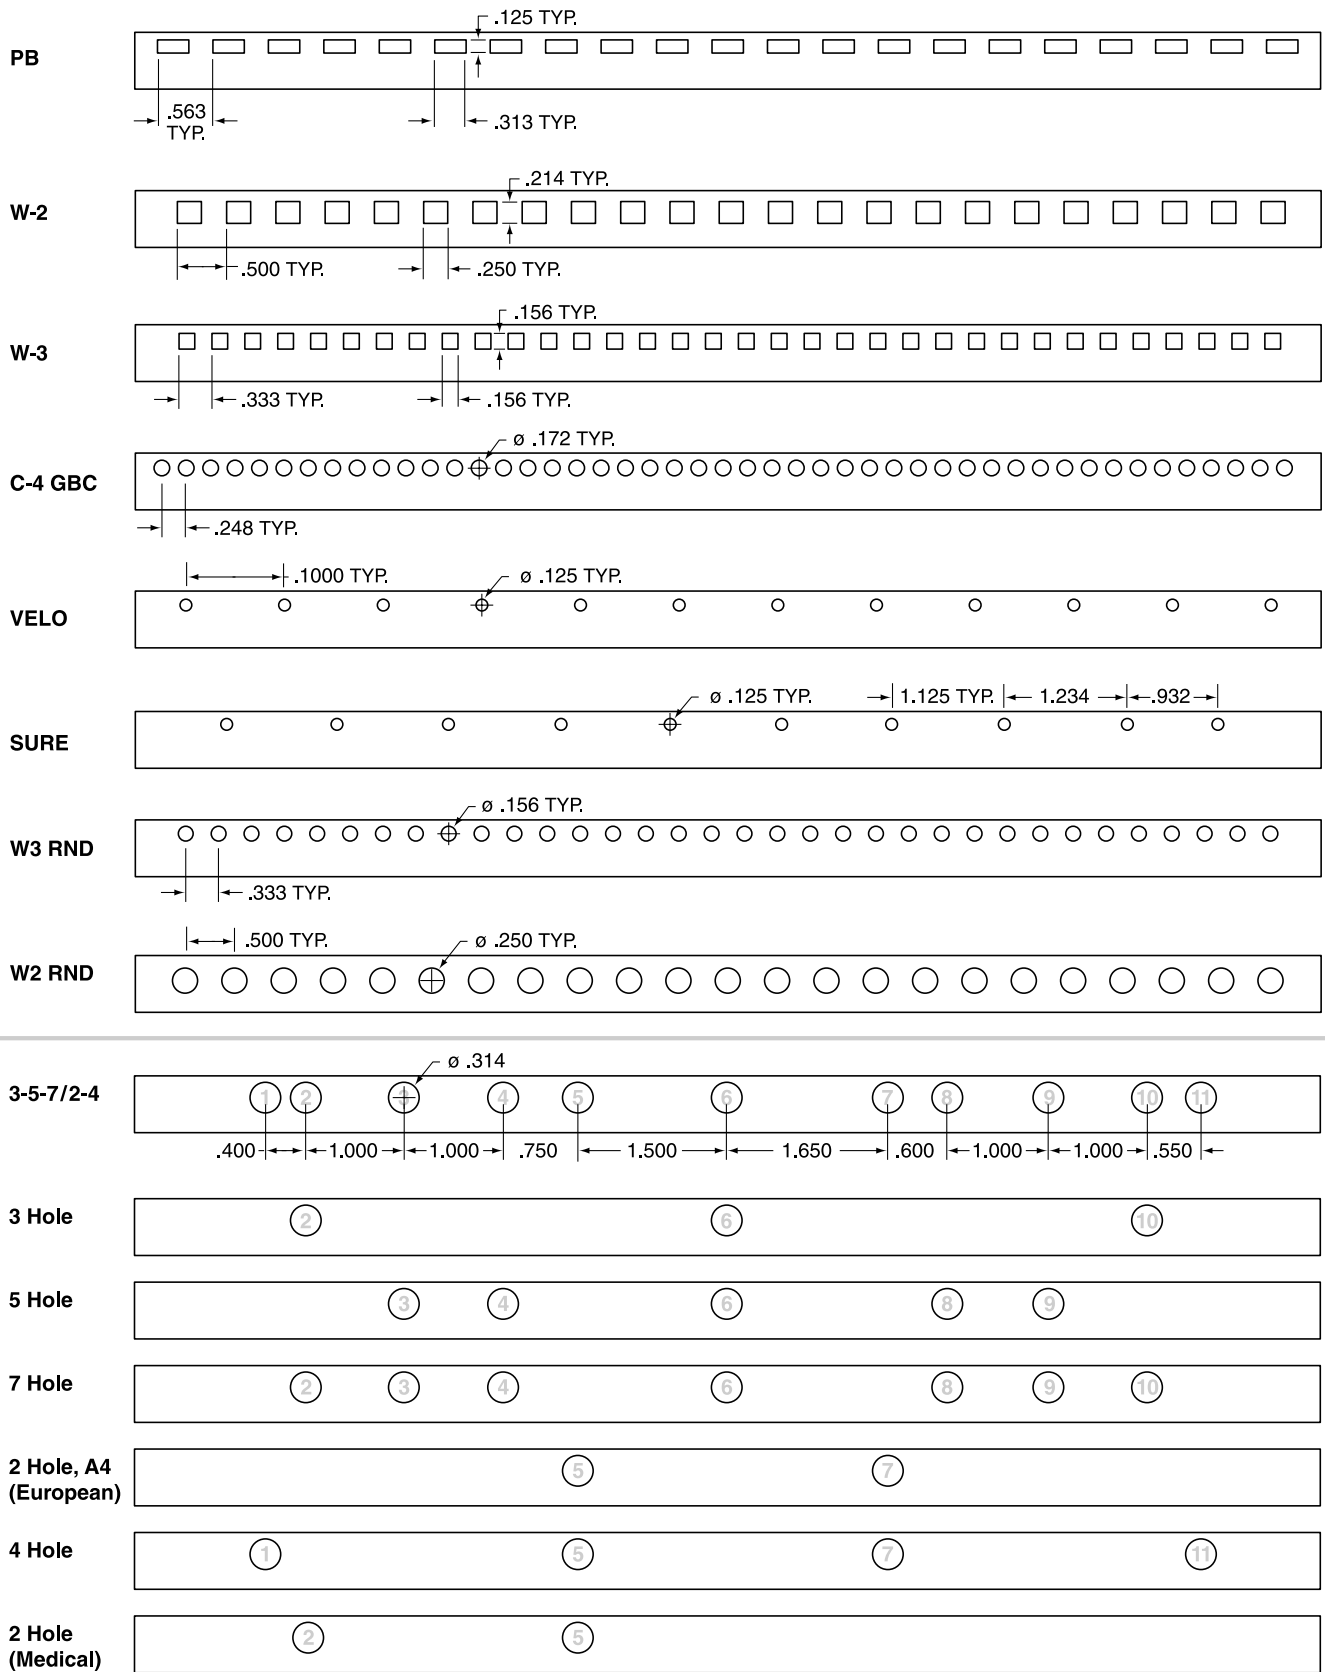 .125 TYP.
PB
.563
TYP.
.313 TYP.
.214 TYP.
W-2
.500 TYP.
.250 TYP.
.156 TYP.
W-3
.333 TYP.
.156 TYP.
ø .172 TYP.
C-4 GBC
.248 TYP.
.1000 TYP.
ø .125 TYP.
VELO
ø .125 TYP.
1.125 TYP.
1.234
.932
SURE
ø .156 TYP.
W3 RND
.333 TYP.
.500 TYP.
ø .250 TYP.
W2 RND
ø .314
3-5-7/2-4
1 2 3 4 5 6 7 8 9 10 11
.400 1.000 1.000 .750 1.500 1.650 .600 1.000 1.000 .550
3 Hole
2 6 10
5 Hole
3 4 6 8 9
7 Hole
2 3 4 6 8 9 10
2 Hole, A4
(European)
5 7
4 Hole
1 5 7 11
2 Hole
(Medical)
2 5